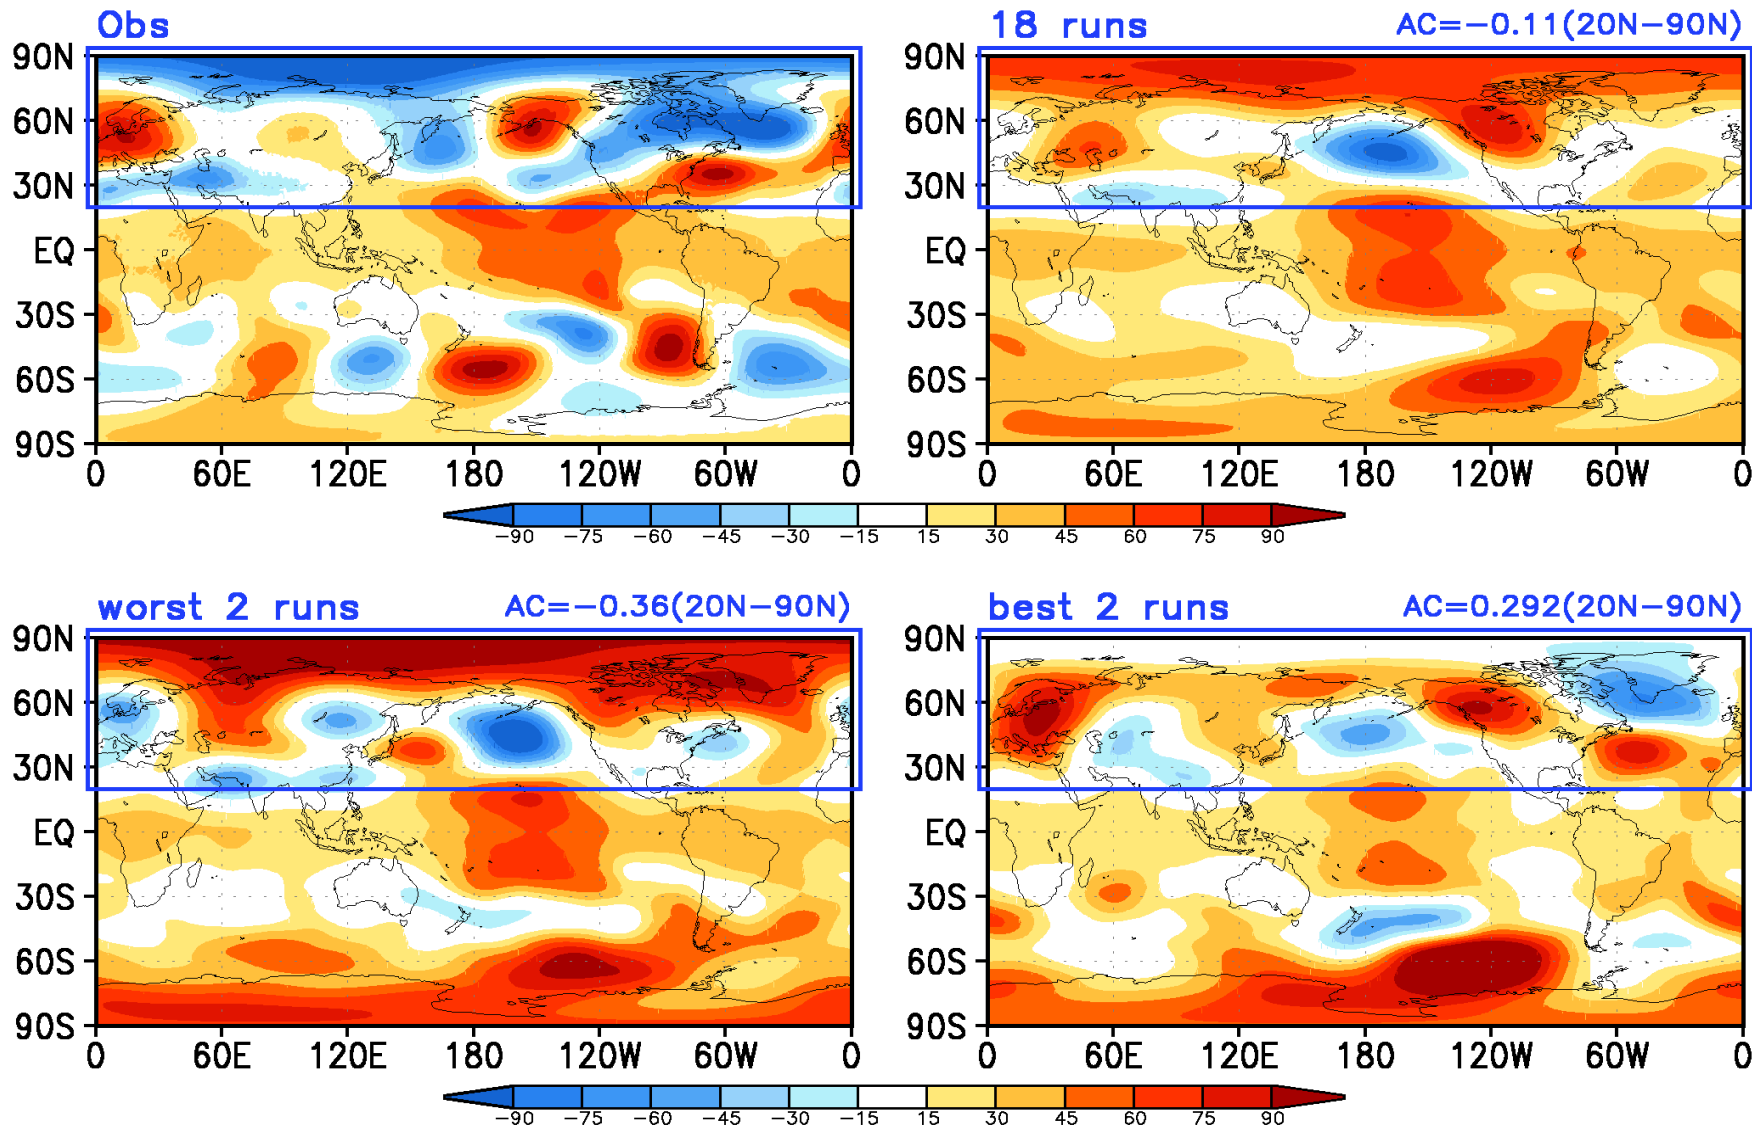 Obs
18 runs AC=−0.11(20N−90N)
90N
60N
30N
EQ
30S
60S
90S
0 60E 120E 180 120W 60W 0
90N
60N
30N
EQ
30S
60S
90S
0 60E 120E 180 120W 60W 0
−90 −75 −60 −45 −30 −15 15 30 45 60 75 90
worst 2 runs AC=−0.36(20N−90N)
best 2 runs AC=0.292(20N−90N)
90N
60N
30N
EQ
30S
60S
90S
0 60E 120E 180 120W 60W 0
90N
60N
30N
EQ
30S
60S
90S
0 60E 120E 180 120W 60W 0
−90 −75 −60 −45 −30 −15 15 30 45 60 75 90